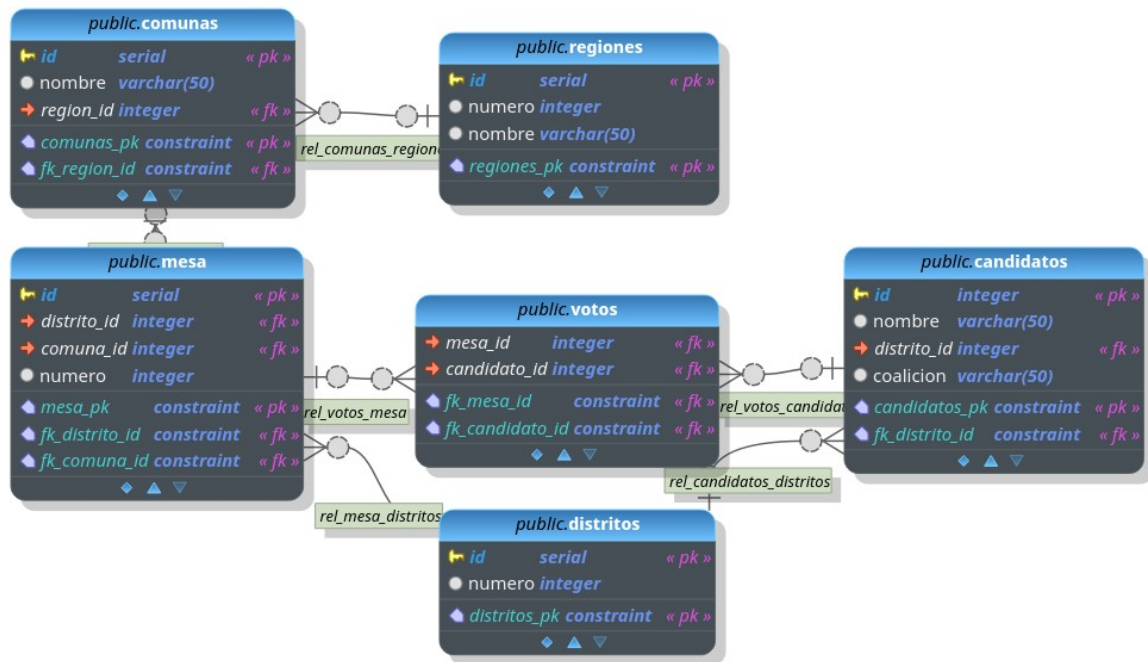 public.comunas
id serial « pk »
nombre varchar(50)
region_id integer « fk »
comunas_pk constraint « pk »
fk_region_id constraint « fk »
public.regiones
id serial « pk »
numero integer
nombre varchar(50)
regiones_pk constraint « pk »
rel_comunas_regione
public.mesa
id serial « pk »
distrito_id integer « fk »
comuna_id integer « fk »
numero integer
mesa_pk constraint « pk »
fk_distrito_id constraint « fk »
fk_comuna_id constraint « fk »
public.votos
mesa_id integer « fk »
candidato_id integer « fk »
fk_mesa_id constraint « fk »
fk_candidato_id constraint « fk »
public.candidatos
id integer « pk »
nombre varchar(50)
distrito_id integer « fk »
coalicion varchar(50)
candidatos_pk constraint « pk »
fk_distrito_id constraint « fk »
rel_votos_mesa
rel_votos_candidat
rel_candidatos_distritos
rel_mesa_distritos
public.distritos
id serial « pk »
numero integer
distritos_pk constraint « pk »